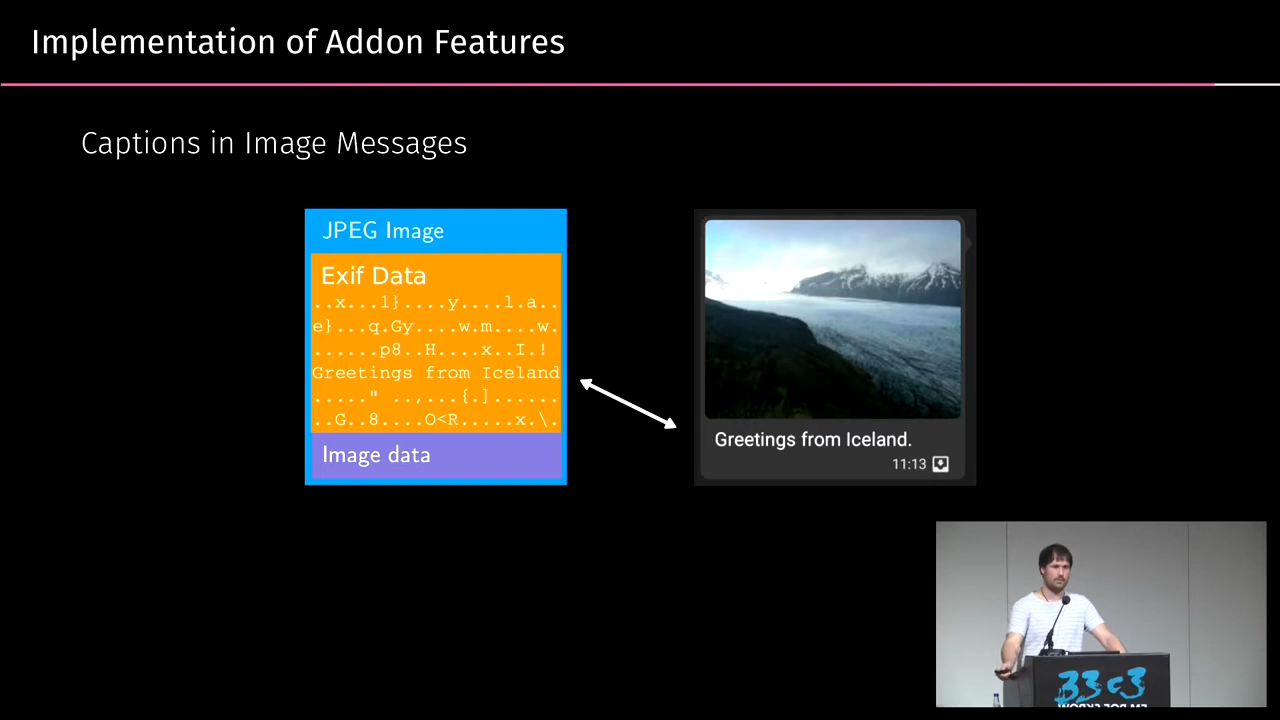 Implementation of Addon Features
Captions in Image Messages
JPEG Image
Exif Data
..x...1}....y....l.a..
e}...q.Gy....w.m....w.
......p8..H....x..I.!
Greetings from Iceland
....." ..,...{.]......
..G..8....O<R.....x.\.
Image data
Greetings from Iceland.
11:13
33c3